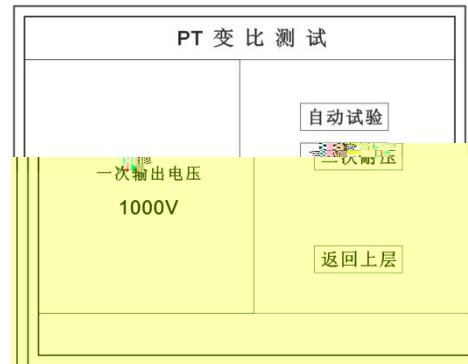 PT 变 比 测 试
自动试验
一次输出电压
1000V
返回上层